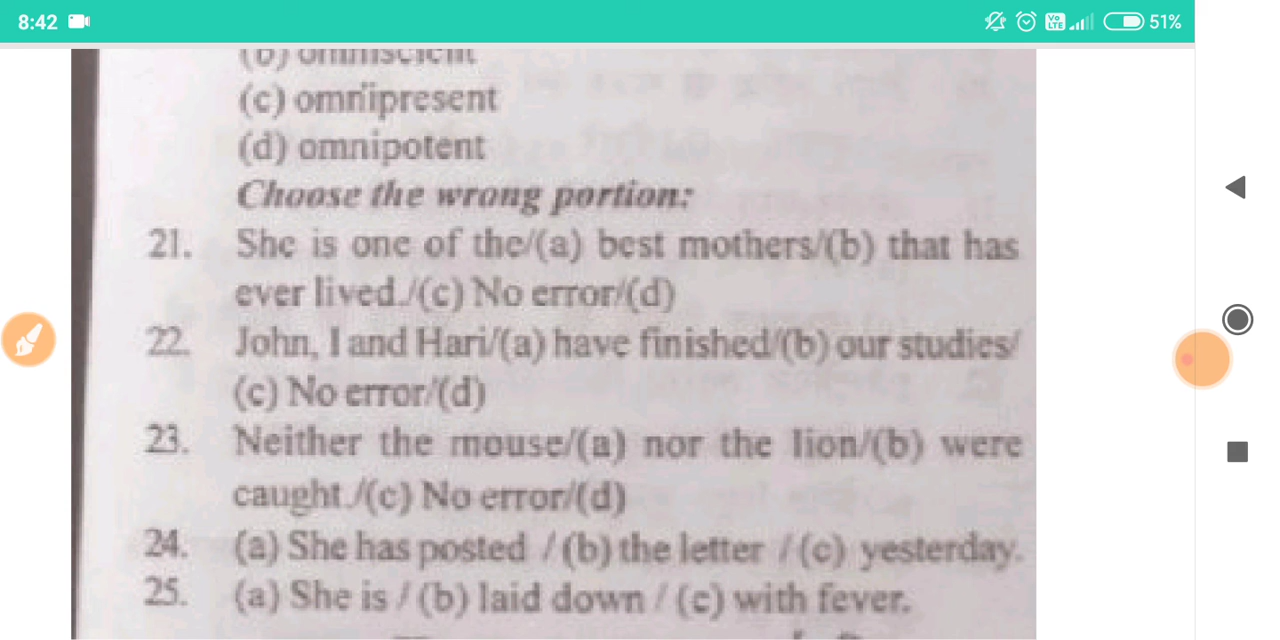 8:42
Vo LTE
51%
(b) omniscient
(c) omnipresent
(d) omnipotent
Choose the wrong portion:
21. She is one of the/(a) best mothers/(b) that has
ever lived./(c) No error/(d)
22. John, I and Hari/(a) have finished/(b) our studies/
(c) No error/(d)
23. Neither the mouse/(a) nor the lion/(b) were
caught./(c) No error/(d)
24. (a) She has posted / (b) the letter / (c) yesterday.
25. (a) She is / (b) laid down / (c) with fever.